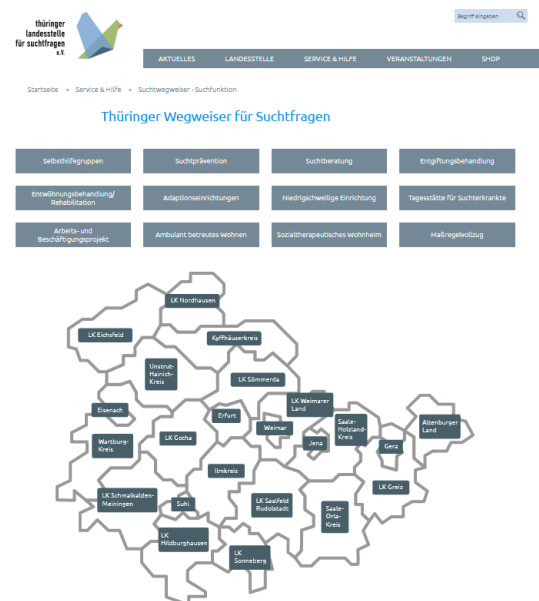 thüringer
landesstelle
für suchtfragen
e.V.
Begriff eingeben
AKTUELLES LANDESSTELLE SERVICE & HILFE VERANSTALTUNGEN SHOP
Startseite » Service & Hilfe » Suchtwegweiser - Suchfunktion
Thüringer Wegweiser für Suchtfragen
Selbsthilfegruppen Suchtprävention Suchtberatung Entgiftungsbehandlung
Entwöhnungsbehandlung/
Rehabilitation
Adaptionseinrichtungen Niedrigschwellige Einrichtung Tagesstätte für Suchterkrankte
Arbeits- und
Beschäftigungsprojekt
Ambulant betreutes Wohnen Sozialtherapeutisches Wohnheim Maßregelvollzug
LK Nordhausen
LK Eichsfeld
Kyffhäuserkreis
Unstrut-
Hainich-
Kreis
LK Sömmerda
LK Weimarer
Land
Eisenach
Erfurt
Weimar
Saale-
Holzland-
Kreis
Altenburger
Land
Wartburg-
Kreis
LK Gotha
Jena
Gera
Ilmkreis
LK Greiz
LK Schmalkalden-
Meiningen
Suhl
LK Saalfeld
Rudolstadt
Saale-
Orla-
Kreis
LK
Hildburghausen
LK
Sonneberg